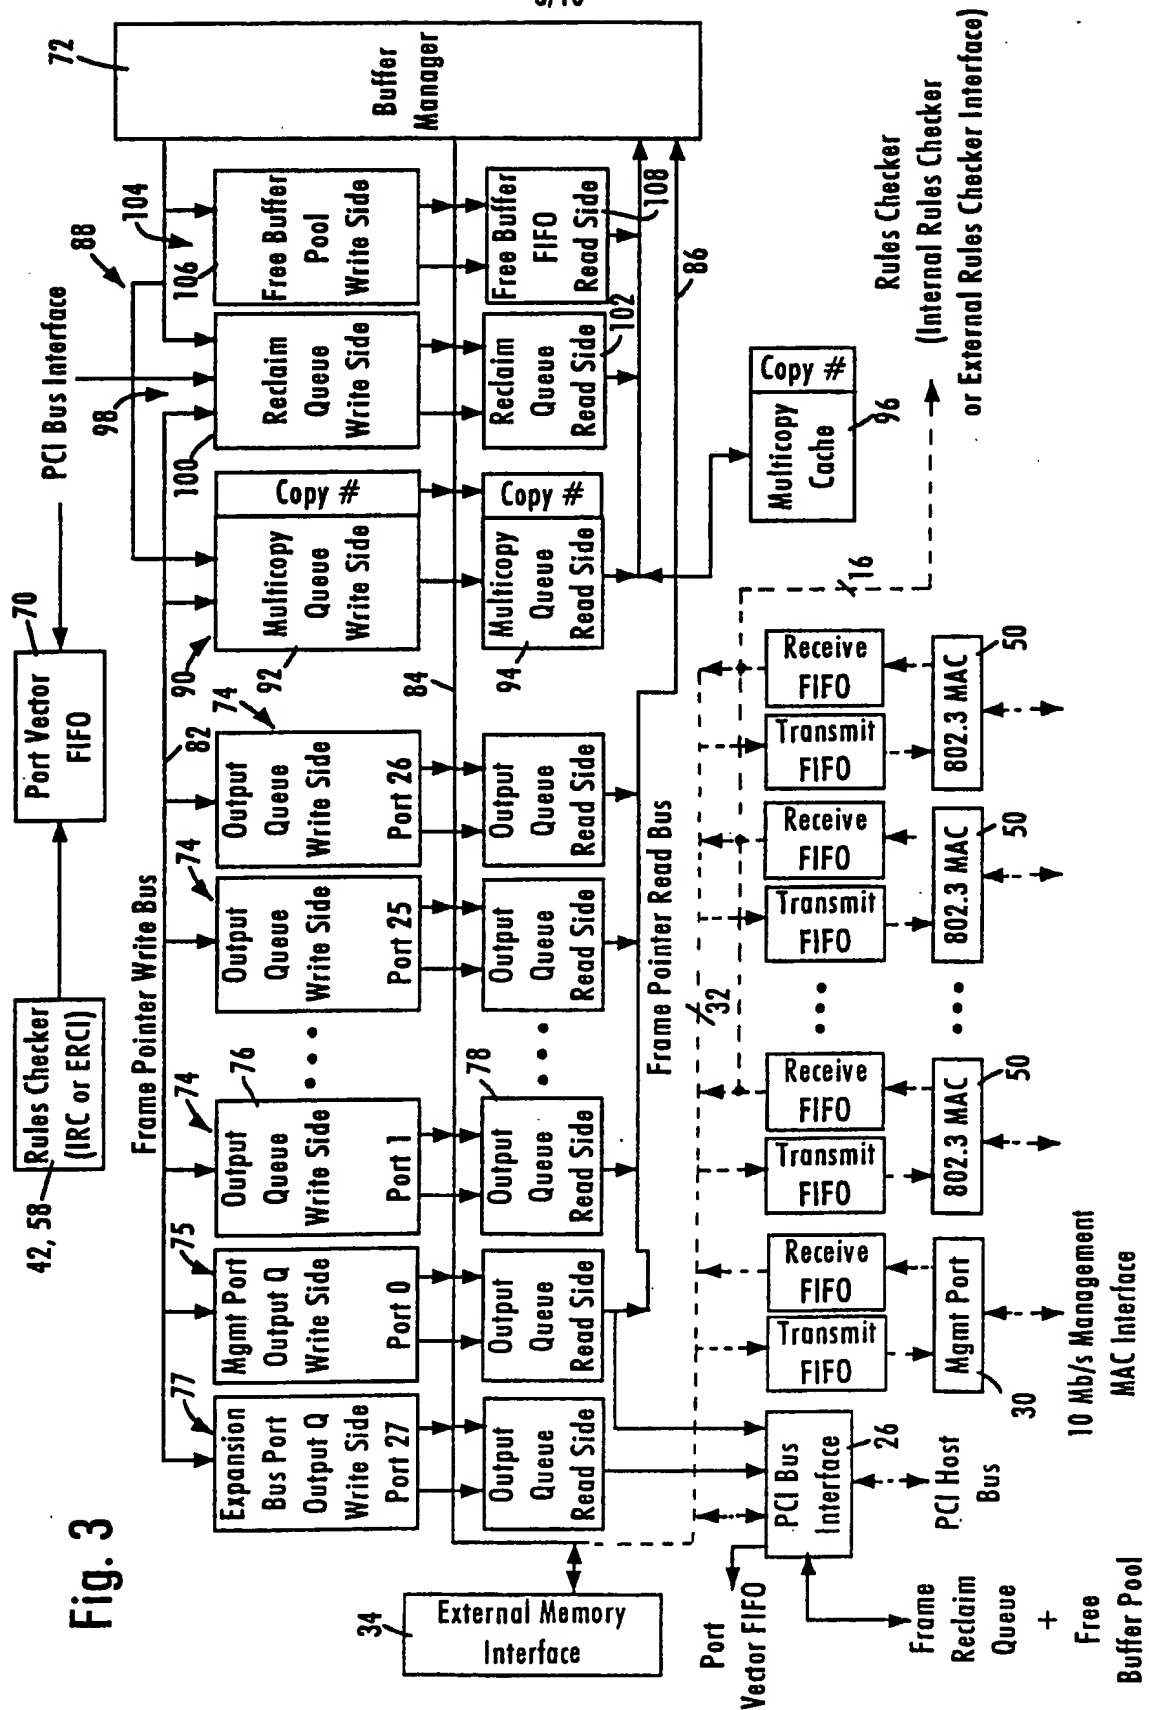 Fig. 3
42, 58
Rules Checker
(IRC or ERCI)
70
Port Vector
FIFO
PCI Bus Interface
72
Buffer
Manager
Frame Pointer Write Bus
82
98
88
104
77
Expansion
Bus Port
Output Q
Write Side
Port 27
75
Mgmt Port
Output Q
Write Side
Port 0
74
76
Output
Queue
Write Side
Port 1
74
Output
Queue
Write Side
Port 25
74
Output
Queue
Write Side
Port 26
90
92
Multicopy
Queue
Write Side
Copy #
100
Reclaim
Queue
Write Side
106
Free Buffer
Pool
Write Side
84
34
External Memory
Interface
Output
Queue
Read Side
Output
Queue
Read Side
78
Output
Queue
Read Side
Output
Queue
Read Side
Output
Queue
Read Side
94
Multicopy
Queue
Read Side
Copy #
Reclaim
Queue
Read Side
102
Free Buffer
FIFO
Read Side
108
Frame Pointer Read Bus
86
32
16
Multicopy
Cache
Copy #
96
Port
Vector FIFO
PCI Bus
Interface
26
PCI Host
Bus
Frame
Reclaim
Queue
+
Free
Buffer Pool
Transmit
FIFO
Receive
FIFO
Mgmt Port
30
10 Mb/s Management
MAC Interface
Transmit
FIFO
Receive
FIFO
802.3 MAC
50
Transmit
FIFO
Receive
FIFO
802.3 MAC
50
Transmit
FIFO
Receive
FIFO
802.3 MAC
50
Rules Checker
(Internal Rules Checker
or External Rules Checker Interface)